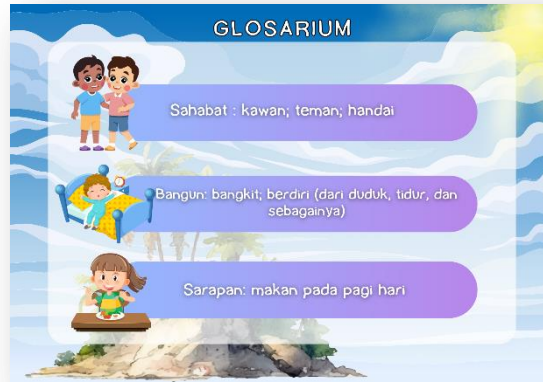 GLOSARIUM
Sahabat : kawan; teman; handai
Bangun: bangkit; berdiri (dari duduk, tidur, dan
sebagainya)
Sarapan: makan pada pagi hari